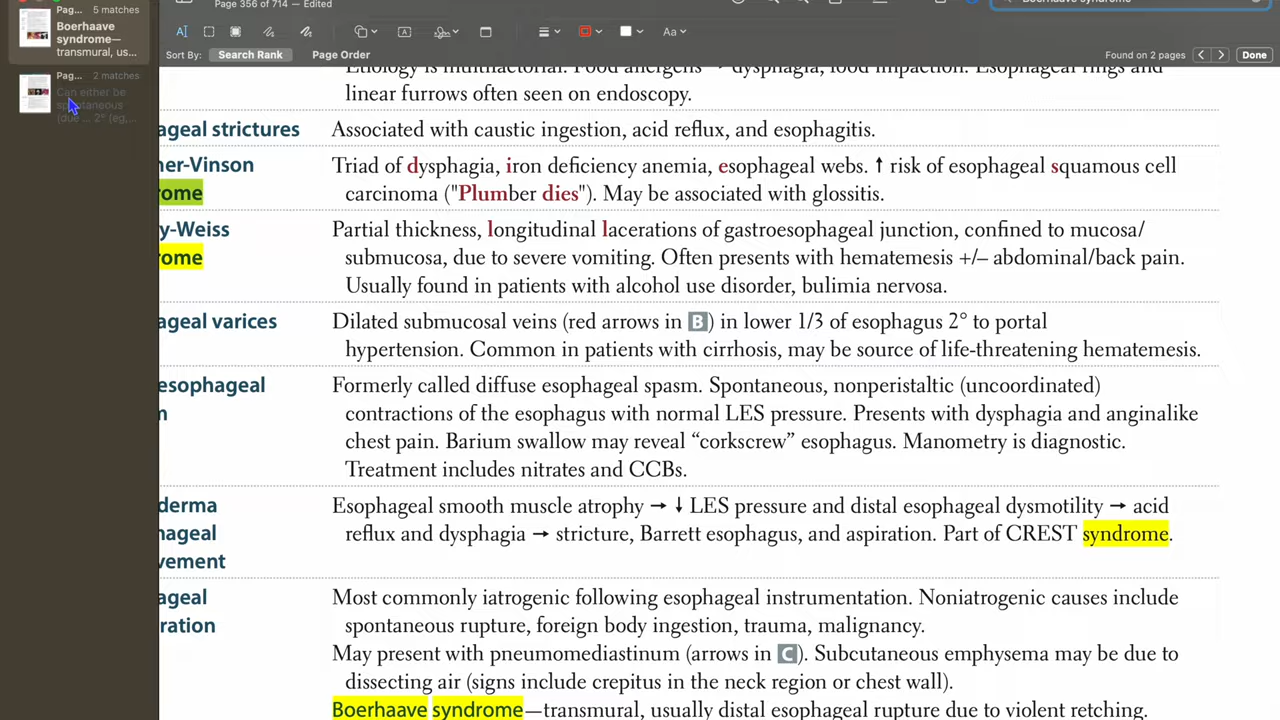 Page 356 of 714 – Edited
Boerhaave syndrome
Aa
Sort By: Search Rank Page Order
Found on 2 pages Done
Pag... 5 matches
Boerhaave
syndrome—
transmural, us...
Pag... 2 matches
Can either be
spontaneous
(due ... 2° (eg,...
Etiology is multifactorial. Food allergens → dysphagia, food impaction. Esophageal rings and
linear furrows often seen on endoscopy.
ageal strictures Associated with caustic ingestion, acid reflux, and esophagitis.
ner-Vinson Triad of dysphagia, iron deficiency anemia, esophageal webs. ↑ risk of esophageal squamous cell
rome carcinoma ("Plumber dies"). May be associated with glossitis.
y-Weiss Partial thickness, longitudinal lacerations of gastroesophageal junction, confined to mucosa/
rome submucosa, due to severe vomiting. Often presents with hematemesis +/– abdominal/back pain.
Usually found in patients with alcohol use disorder, bulimia nervosa.
ageal varices Dilated submucosal veins (red arrows in B) in lower 1/3 of esophagus 2° to portal
hypertension. Common in patients with cirrhosis, may be source of life-threatening hematemesis.
esophageal Formerly called diffuse esophageal spasm. Spontaneous, nonperistaltic (uncoordinated)
contractions of the esophagus with normal LES pressure. Presents with dysphagia and anginalike
chest pain. Barium swallow may reveal “corkscrew” esophagus. Manometry is diagnostic.
Treatment includes nitrates and CCBs.
derma Esophageal smooth muscle atrophy → ↓ LES pressure and distal esophageal dysmotility → acid
hageal reflux and dysphagia → stricture, Barrett esophagus, and aspiration. Part of CREST syndrome.
vement
ageal Most commonly iatrogenic following esophageal instrumentation. Noniatrogenic causes include
ration spontaneous rupture, foreign body ingestion, trauma, malignancy.
May present with pneumomediastinum (arrows in C). Subcutaneous emphysema may be due to
dissecting air (signs include crepitus in the neck region or chest wall).
Boerhaave syndrome—transmural, usually distal esophageal rupture due to violent retching.